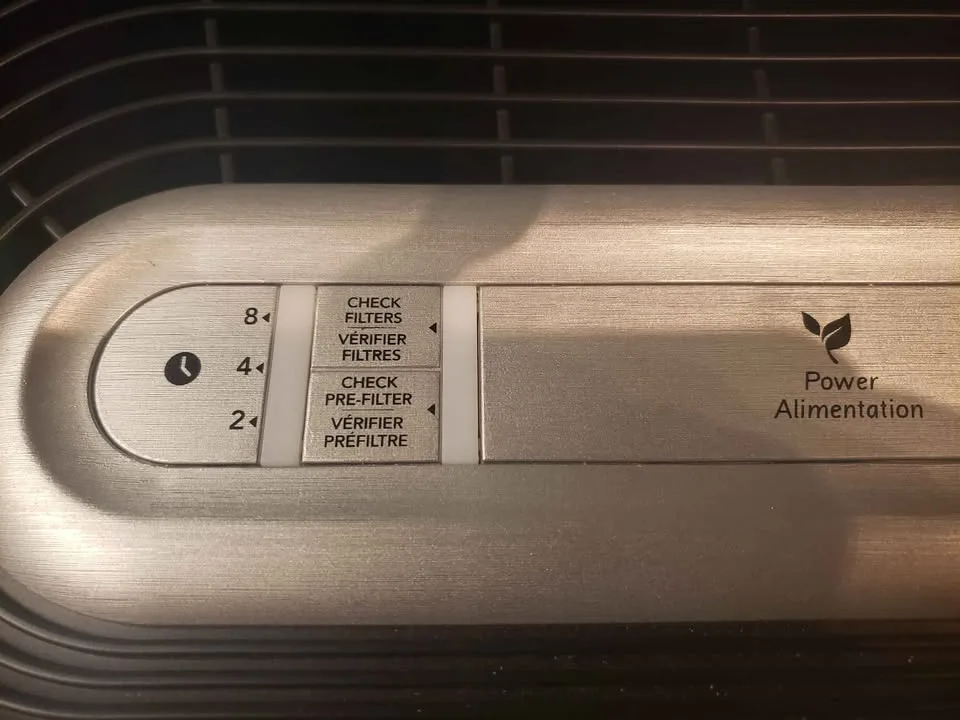 8
4
2
CHECK
FILTERS
VÉRIFIER
FILTRES
CHECK
PRE-FILTER
VÉRIFIER
PRÉFILTRE
Power
Alimentation